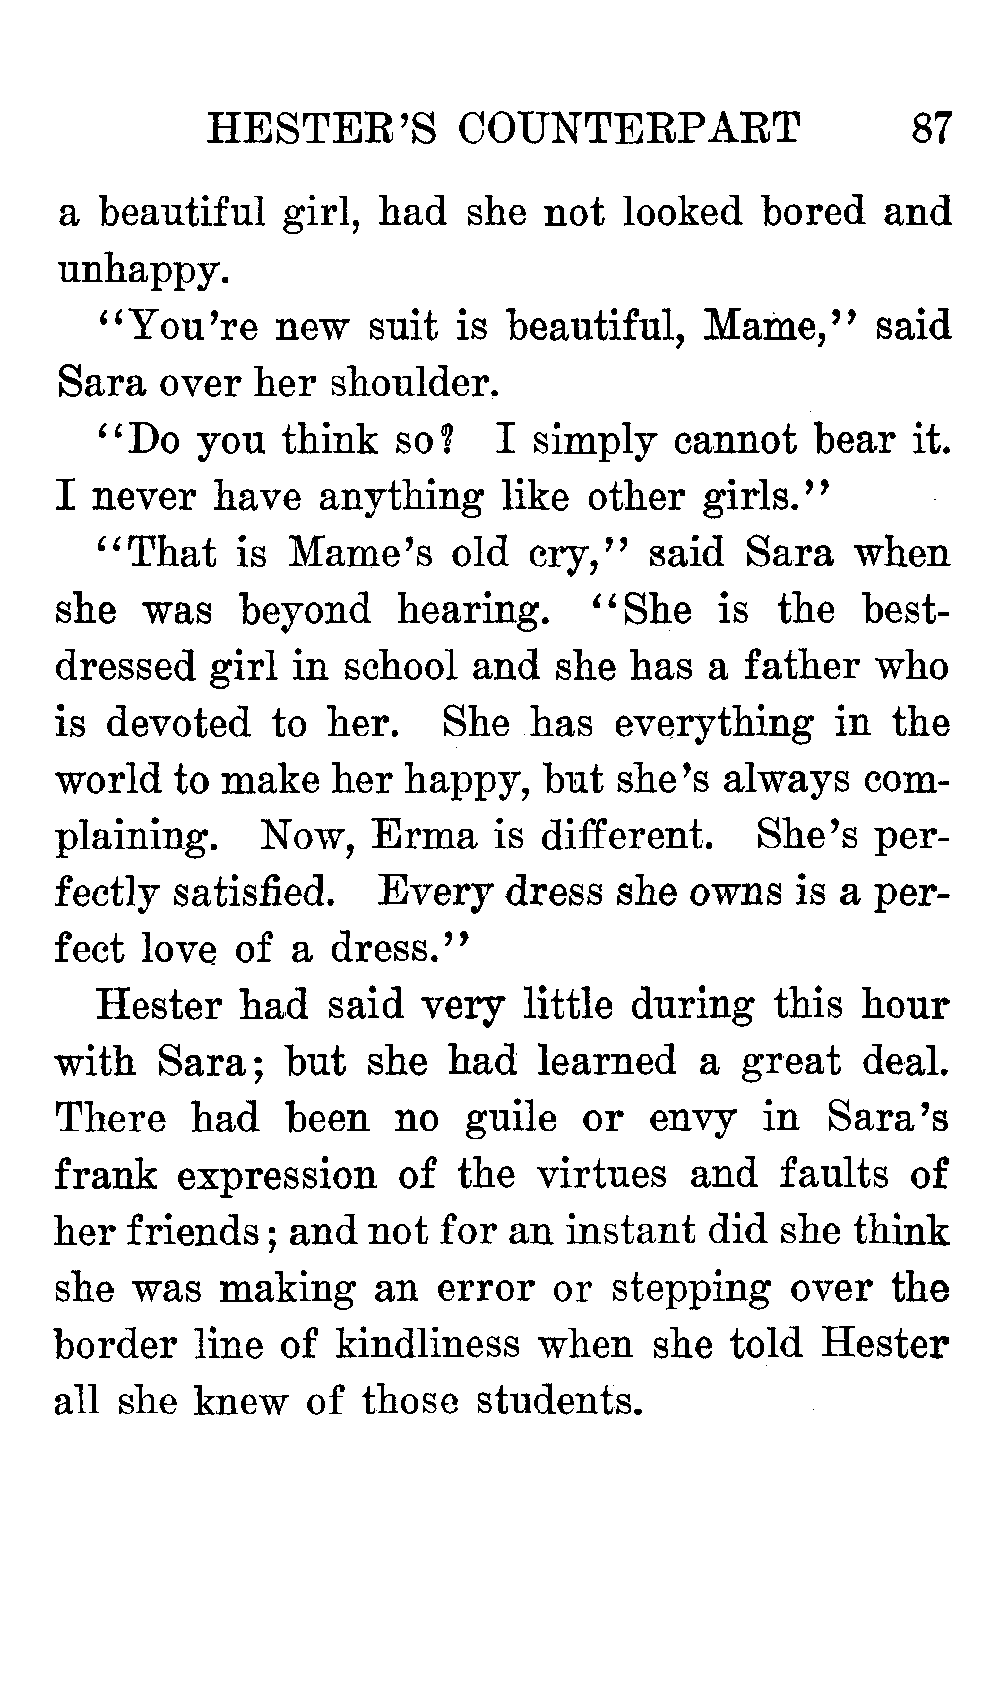 HESTER'S COUNTERPART 87
a beautiful girl, had she not looked bored and
unhappy.
"You're new suit is beautiful, Mame," said
Sara over her shoulder.
"Do you think so? I simply cannot bear it.
I never have anything like other girls."
"That is Mame's old cry," said Sara when
she was beyond hearing. "She is the best-
dressed girl in school and she has a father who
is devoted to her. She has everything in the
world to make her happy, but she's always com-
plaining. Now, Erma is different. She's per-
fectly satisfied. Every dress she owns is a per-
fect love of a dress."
Hester had said very little during this hour
with Sara; but she had learned a great deal.
There had been no guile or envy in Sara's
frank expression of the virtues and faults of
her friends; and not for an instant did she think
she was making an error or stepping over the
border line of kindliness when she told Hester
all she knew of those students.